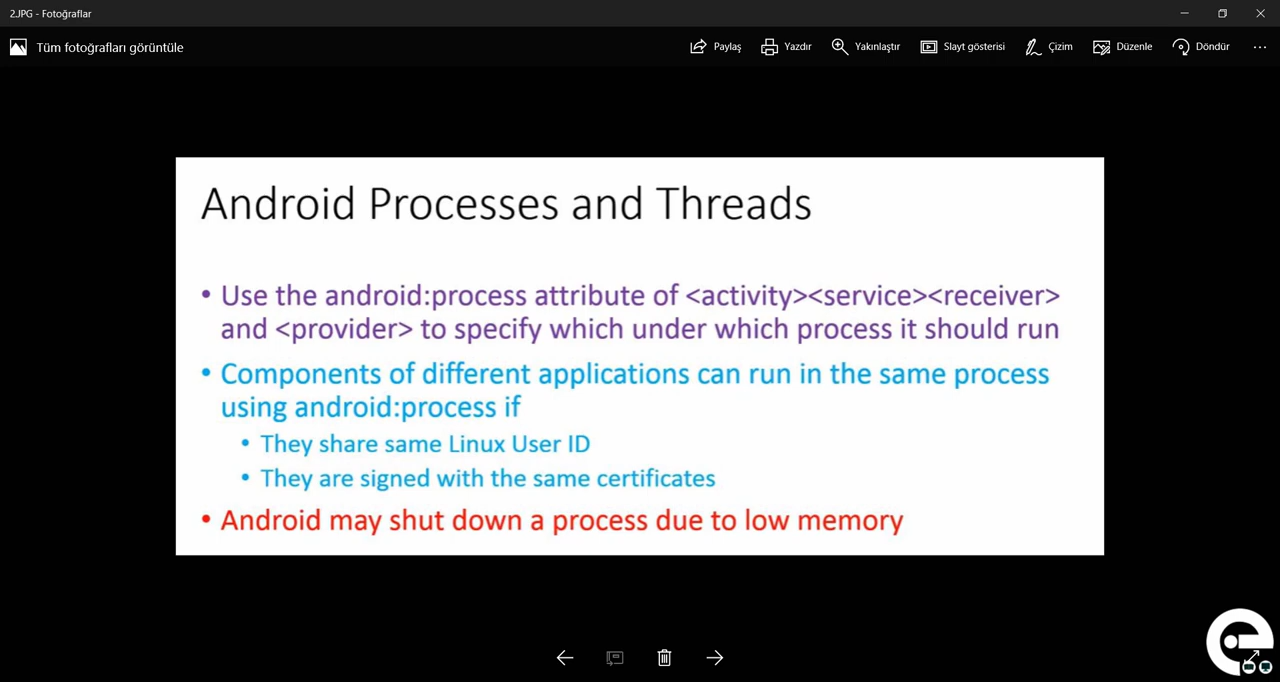 2.JPG - Fotoğraflar
Tüm fotoğrafları görüntüle
Paylaş Yazdır Yakınlaştır Slayt gösterisi Çizim Düzenle Döndür
Android Processes and Threads
• Use the android:process attribute of <activity><service><receiver>
and <provider> to specify which under which process it should run
• Components of different applications can run in the same process
using android:process if
• They share same Linux User ID
• They are signed with the same certificates
• Android may shut down a process due to low memory